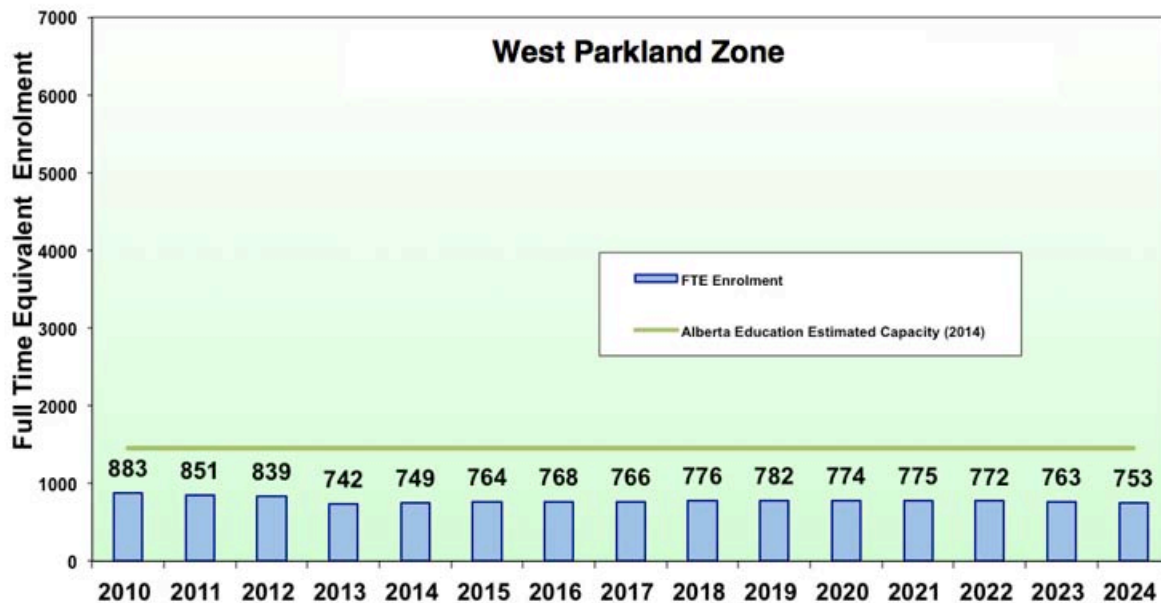 West Parkland Zone
Full Time Equivalent Enrolment
7000
6000
5000
4000
3000
2000
1000
0
FTE Enrolment
Alberta Education Estimated Capacity (2014)
883 851 839 742 749 764 768 766 776 782 774 775 772 763 753
2010 2011 2012 2013 2014 2015 2016 2017 2018 2019 2020 2021 2022 2023 2024